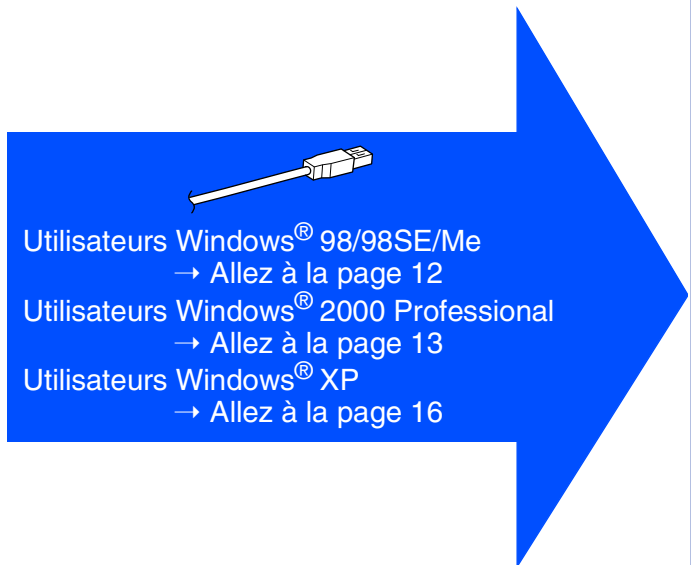 Utilisateurs Windows® 98/98SE/Me
→ Allez à la page 12
Utilisateurs Windows® 2000 Professional
→ Allez à la page 13
Utilisateurs Windows® XP
→ Allez à la page 16